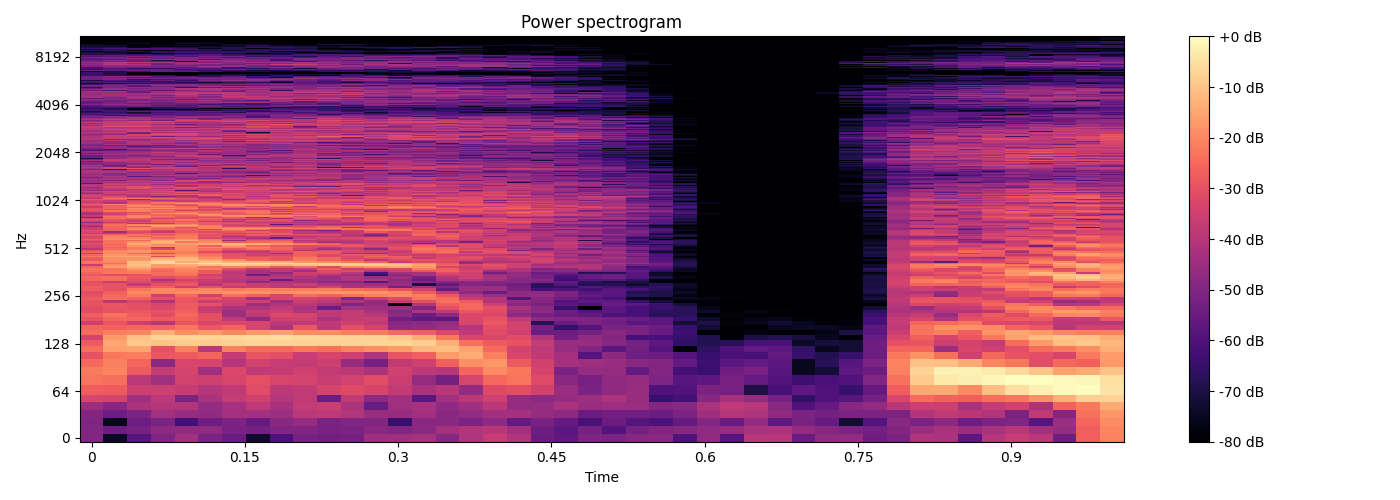 Power spectrogram
Hz
8192
4096
2048
1024
512
256
128
64
0
0 0.15 0.3 0.45 0.6 0.75 0.9
Time
+0 dB
-10 dB
-20 dB
-30 dB
-40 dB
-50 dB
-60 dB
-70 dB
-80 dB